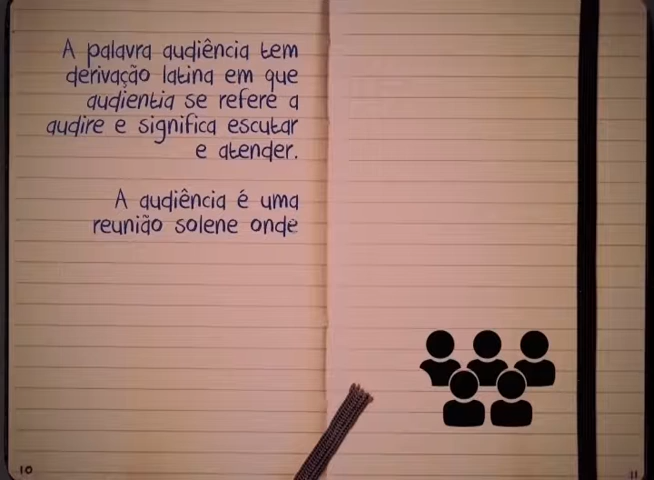 A palavra audiência tem
derivação latina em que
audientia se refere a
audire e significa escutar
e atender.
A audiência é uma
reunião solene onde
10
11